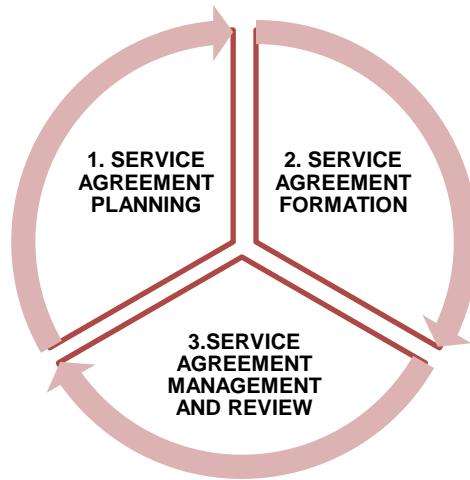 1. SERVICE
AGREEMENT
PLANNING
2. SERVICE
AGREEMENT
FORMATION
3.SERVICE
AGREEMENT
MANAGEMENT
AND REVIEW